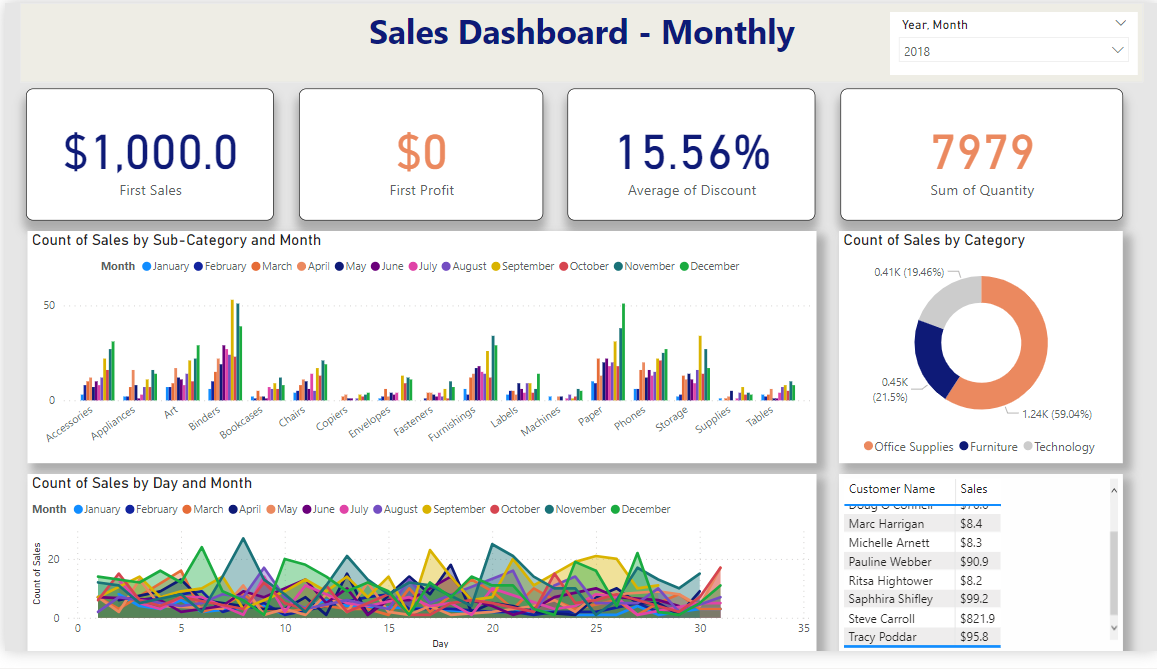 Sales Dashboard - Monthly
Year, Month
2018
$1,000.0
First Sales
$0
First Profit
15.56%
Average of Discount
7979
Sum of Quantity
Count of Sales by Sub-Category and Month
Month January February March April May June July August September October November December
50
0
Accessories Appliances Art Binders Bookcases Chairs Copiers Envelopes Fasteners Furnishings Labels Machines Paper Phones Storage Supplies Tables
Count of Sales by Category
0.41K (19.46%)
0.45K
(21.5%)
1.24K (59.04%)
Office Supplies Furniture Technology
Count of Sales by Day and Month
Month January February March April May June July August September October November December
Count of Sales
20
0
0 5 10 15 20 25 30 35
Day
Customer Name Sales
Marc Harrigan $8.4
Michelle Arnett $8.3
Pauline Webber $90.9
Ritsa Hightower $8.2
Saphhira Shifley $99.2
Steve Carroll $821.9
Tracy Poddar $95.8